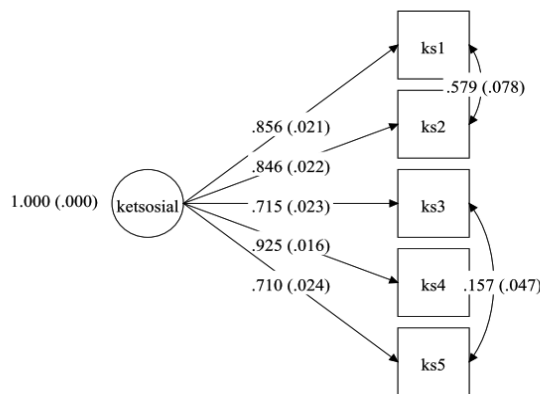 ks1
.579 (.078)
ks2
.856 (.021)
.846 (.022)
1.000 (.000)
ketsosial
.715 (.023)
ks3
.925 (.016)
ks4
.157 (.047)
.710 (.024)
ks5